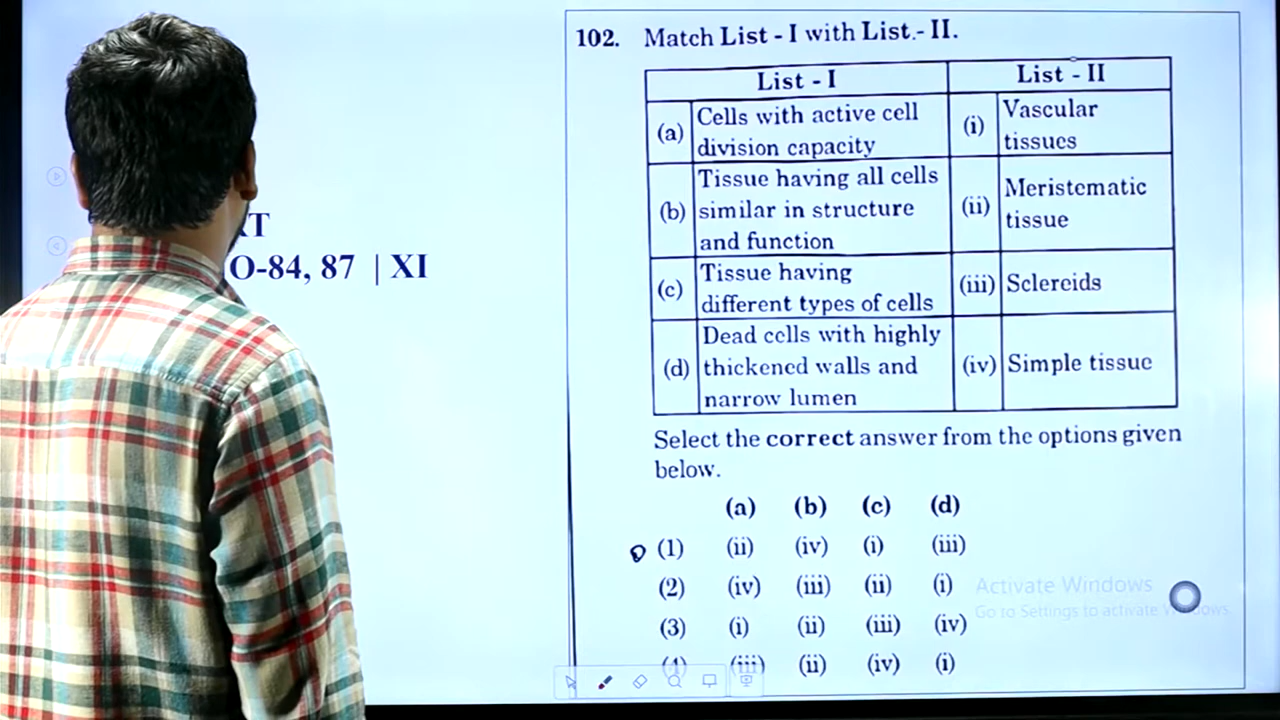 O-84, 87 | XI
102. Match List - I with List.- II.
List - I List - II
(a) Cells with active cell division capacity (i) Vascular tissues
(b) Tissue having all cells similar in structure and function (ii) Meristematic tissue
(c) Tissue having different types of cells (iii) Sclereids
(d) Dead cells with highly thickened walls and narrow lumen (iv) Simple tissue
Select the correct answer from the options given
below.
(a) (b) (c) (d)
(1) (ii) (iv) (i) (iii)
(2) (iv) (iii) (ii) (i)
(3) (i) (ii) (iii) (iv)
(4) (iii) (ii) (iv) (i)
Activate Windows
Go to Settings to activate Windows.